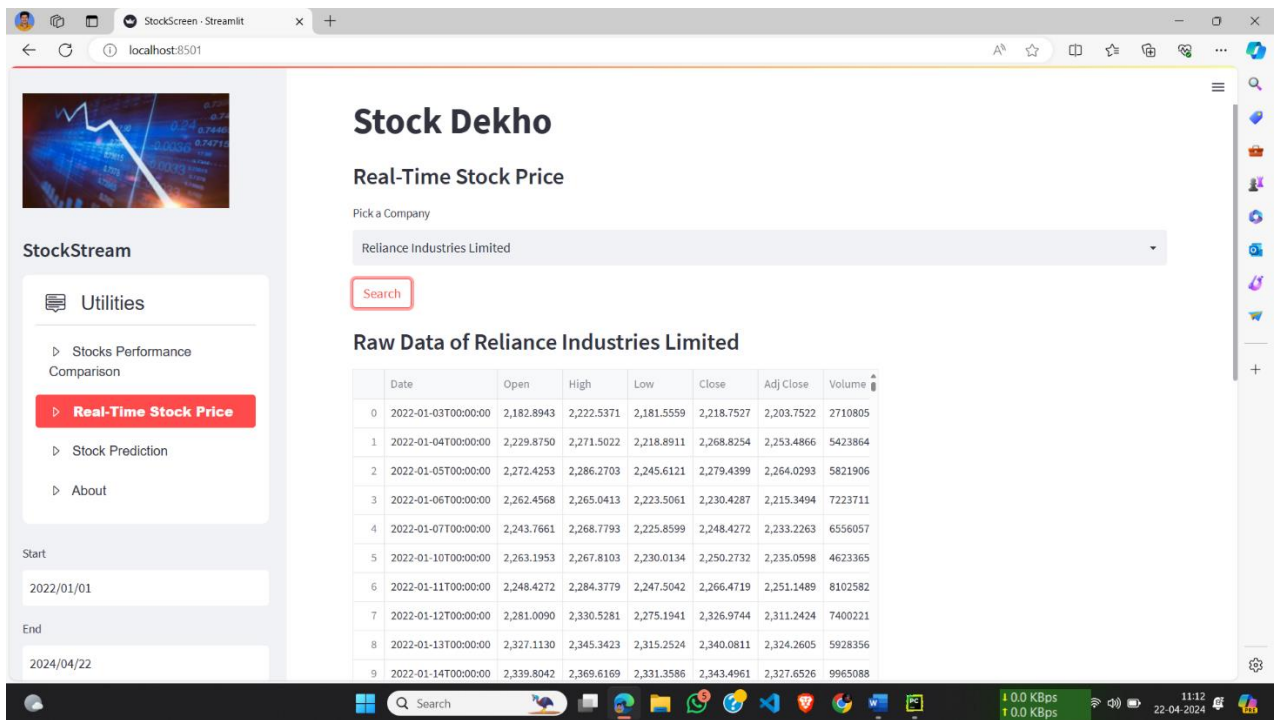 StockScreen · Streamlit
localhost:8501
StockStream
Utilities
Stocks Performance
Comparison
Real-Time Stock Price
Stock Prediction
About
Start
2022/01/01
End
2024/04/22
Stock Dekho
Real-Time Stock Price
Pick a Company
Reliance Industries Limited
Search
Raw Data of Reliance Industries Limited
Date Open High Low Close Adj Close Volume
0 2022-01-03T00:00:00 2,182.8943 2,222.5371 2,181.5559 2,218.7527 2,203.7522 2710805
1 2022-01-04T00:00:00 2,229.8750 2,271.5022 2,218.8911 2,268.8254 2,253.4866 5423864
2 2022-01-05T00:00:00 2,272.4253 2,286.2703 2,245.6121 2,279.4399 2,264.0293 5821906
3 2022-01-06T00:00:00 2,262.4568 2,265.0413 2,223.5061 2,230.4287 2,215.3494 7223711
4 2022-01-07T00:00:00 2,243.7661 2,268.7793 2,225.8599 2,248.4272 2,233.2263 6556057
5 2022-01-10T00:00:00 2,263.1953 2,267.8103 2,230.0134 2,250.2732 2,235.0598 4623365
6 2022-01-11T00:00:00 2,248.4272 2,284.3779 2,247.5042 2,266.4719 2,251.1489 8102582
7 2022-01-12T00:00:00 2,281.0090 2,330.5281 2,275.1941 2,326.9744 2,311.2424 7400221
8 2022-01-13T00:00:00 2,327.1130 2,345.3423 2,315.2524 2,340.0811 2,324.2605 5928356
9 2022-01-14T00:00:00 2,339.8042 2,369.6169 2,331.3586 2,343.4961 2,327.6526 9965088
Search
0.0 KBps
0.0 KBps
11:12
22-04-2024